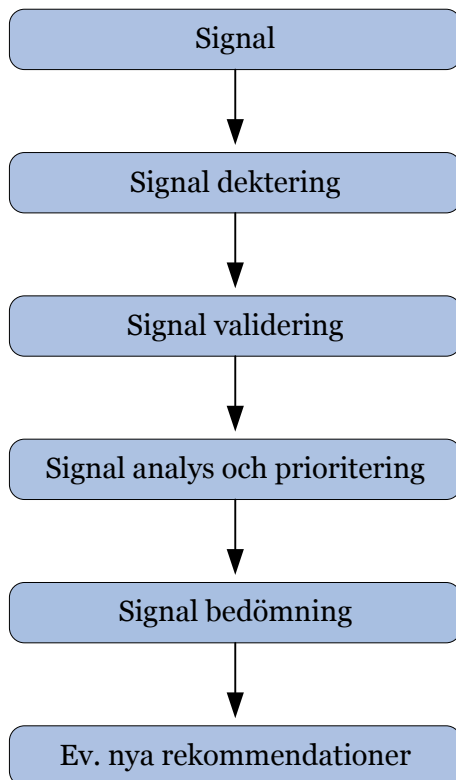 Signal
Signal dektering
Signal validering
Signal analys och prioritering
Signal bedömning
Ev. nya rekommendationer